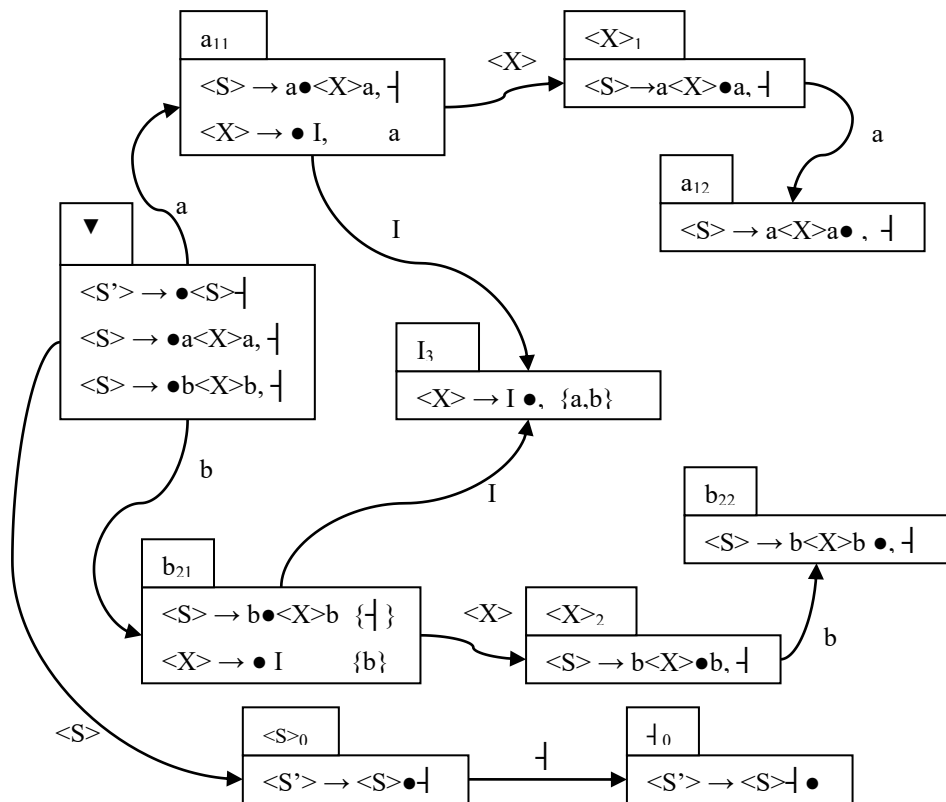 a₁₁
<S> → a●<X>a, ┤
<X> → ● I, a
<X>
<X>₁
<S>→a<X>●a, ┤
a
a₁₂
<S> → a<X>a● , ┤
a
I
▼
<S’> → ●<S>┤
<S> → ●a<X>a, ┤
<S> → ●b<X>b, ┤
I₃
<X> → I ●, {a,b}
b
I
b₂₂
<S> → b<X>b ●, ┤
b₂₁
<S> → b●<X>b {┤}
<X> → ● I {b}
<X>
<X>₂
<S> → b<X>●b, ┤
b
<S>
<S>₀
<S’> → <S>●┤
┤
┤₀
<S’> → <S>┤ ●